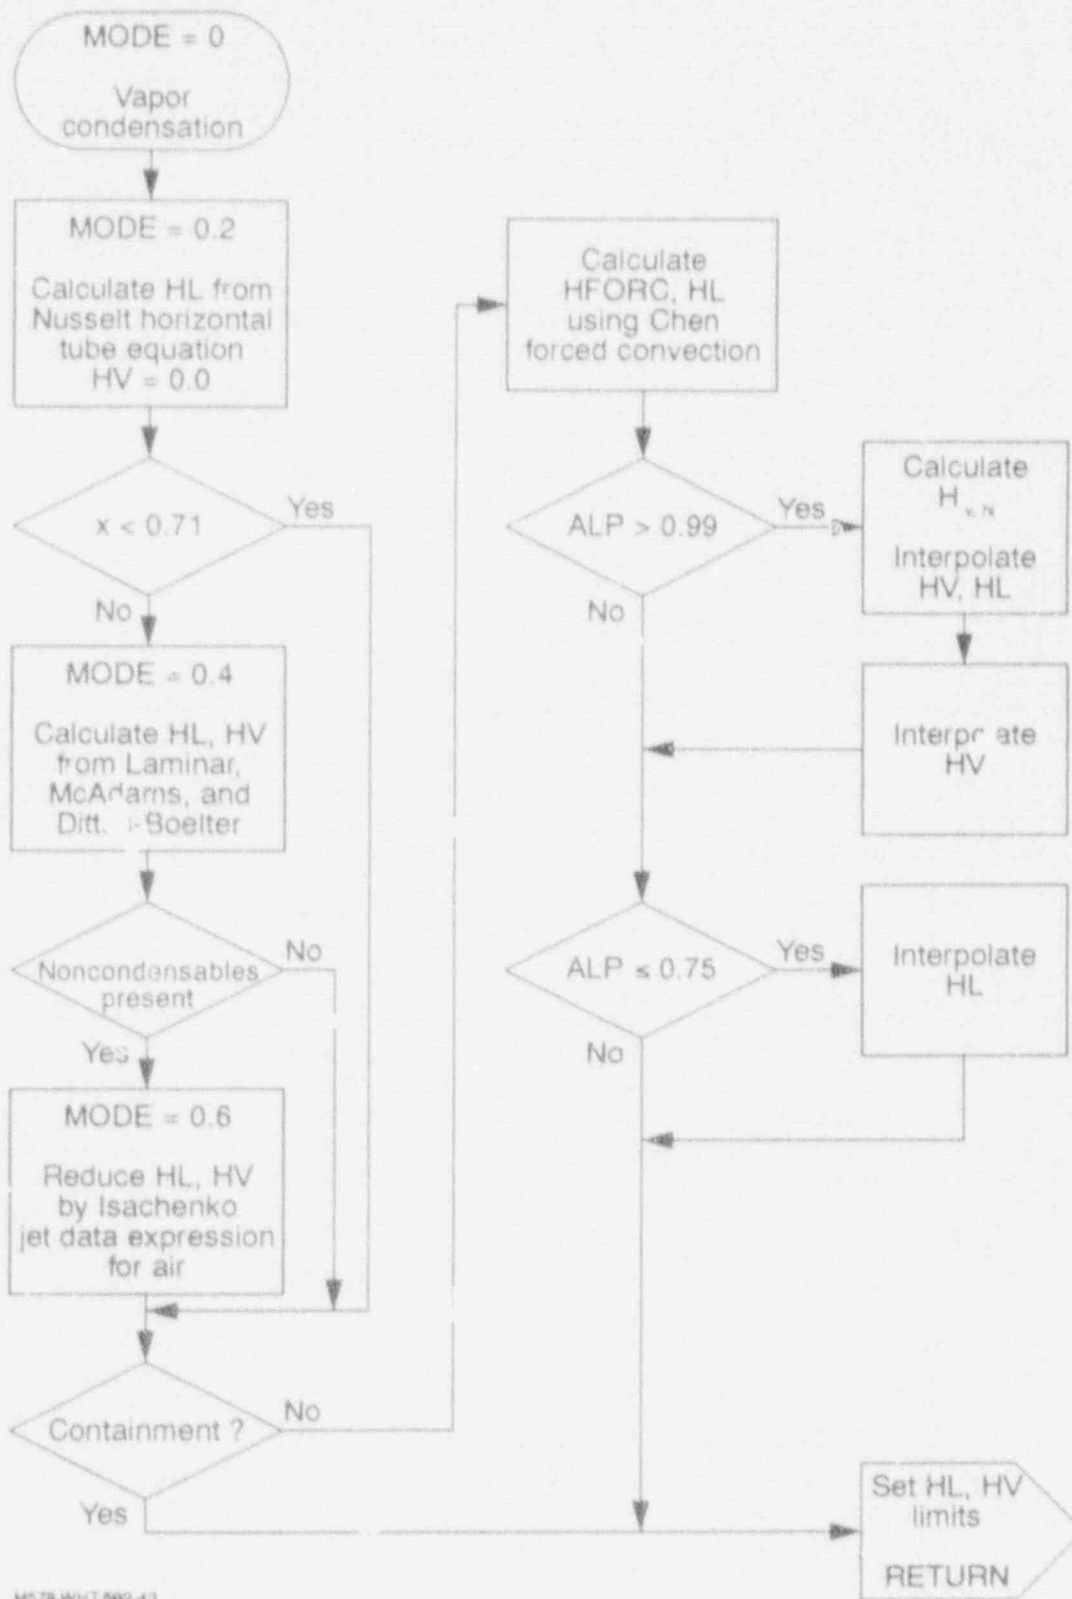 MODE = 0
Vapor
condensation
MODE = 0.2
Calculate HL from
Nusselt horizontal
tube equation
HV = 0.0
x < 0.71
Yes
No
MODE = 0.4
Calculate HL, HV
from Laminar,
McAdams, and
Boelter
Noncondensables
present
No
Yes
MODE = 0.6
Reduce HL, HV
by Isachenko
jet data expression
for air
Containment ?
No
Yes
Calculate
HFORC, HL
using Chen
forced convection
ALP > 0.99
Yes
No
Calculate
H
Interpolate
HV, HL
HV
ALP ≤ 0.75
Yes
No
Interpolate
HL
Set HL, HV
limits
RETURN